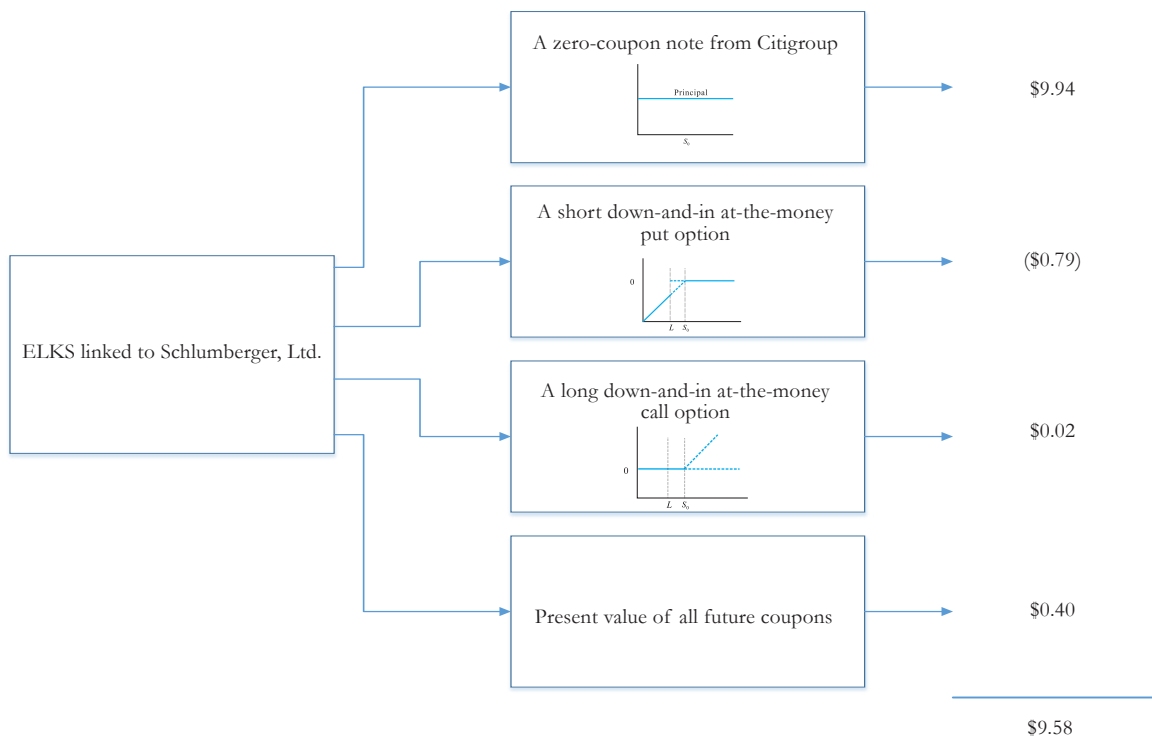 A zero-coupon note from Citigroup
Principal
S₀
$9.94
A short down-and-in at-the-money
put option
0
L
S₀
($0.79)
ELKS linked to Schlumberger, Ltd.
A long down-and-in at-the-money
call option
0
L
S₀
$0.02
Present value of all future coupons
$0.40
$9.58